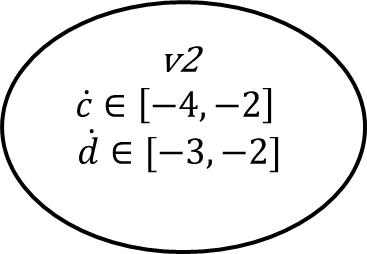 v2
ċ ∈ [−4, −2]
ḋ ∈ [−3, −2]